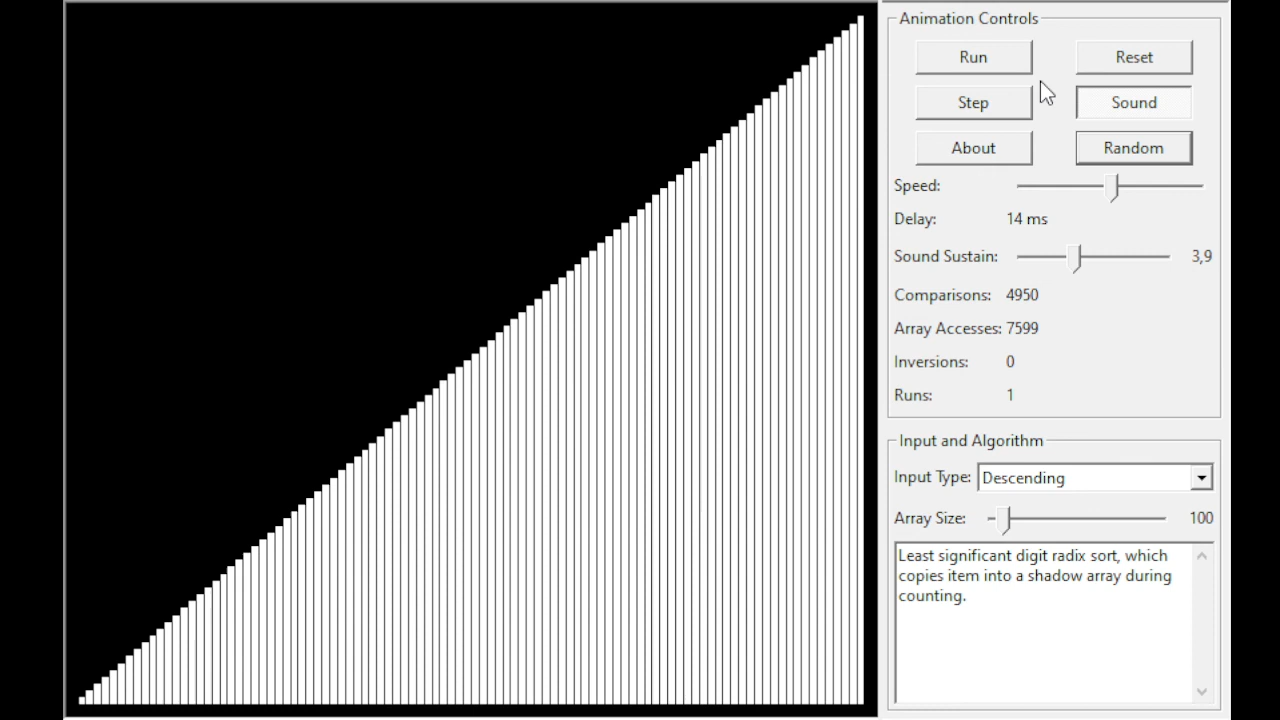 Animation Controls
Run Reset
Step Sound
About Random
Speed:
Delay: 14 ms
Sound Sustain: 3,9
Comparisons: 4950
Array Accesses: 7599
Inversions: 0
Runs: 1
Input and Algorithm
Input Type: Descending
Array Size: 100
Least significant digit radix sort, which
copies item into a shadow array during
counting.